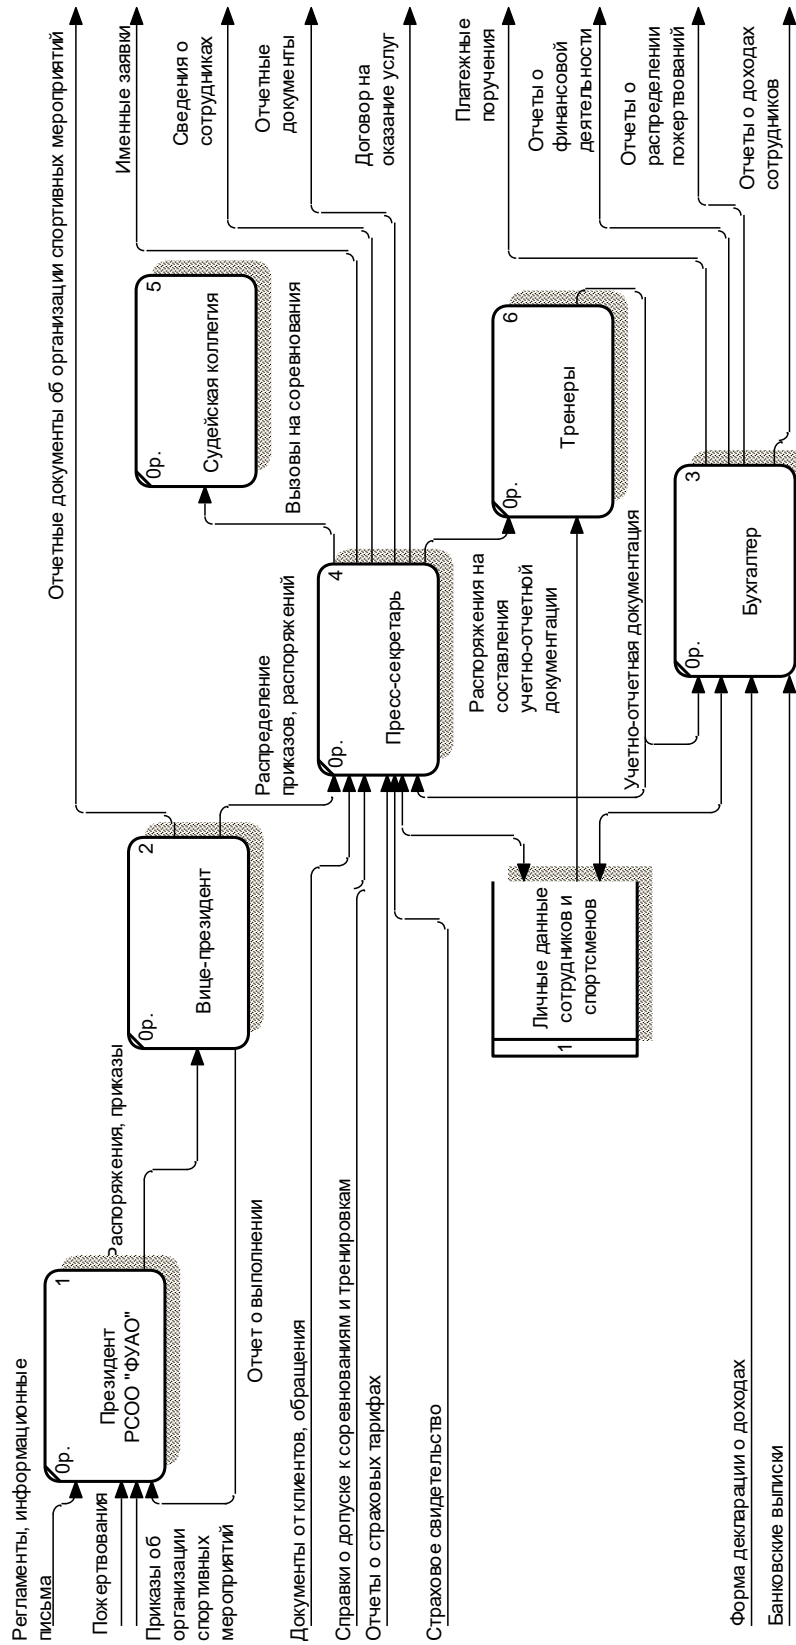 Отчетные документы об организации спортивных мероприятий
Именные заявки
Сведения о
сотрудниках
Отчетные
документы
Договор на
оказание услуг
Платежные
поручения
Отчеты о
финансовой
деятельности
Отчеты о
распределении
пожертвований
Отчеты о доходах
сотрудников
5
0р.
Судейская коллегия
Вызовы на соревнования
6
0р.
Тренеры
3
0р.
Бухгалтер
4
0р.
Пресс-секретарь
Распределение
приказов, распоряжений
Распоряжения на
составления
учетно-отчетной
документации
Учетно-отчетная документация
2
0р.
Вице-президент
Распоряжения, приказы
Отчет о выполнении
1
0р.
Президент
РСОО "ФУАО"
1
Личные данные
сотрудников и
спортсменов
Регламенты, информационные
письма
Пожертвования
Приказы об
организации
спортивных
мероприятий
Документы от клиентов, обращения
Справки о допуске к соревнованиям и тренировкам
Отчеты о страховых тарифах
Страховое свидетельство
Форма декларации о доходах
Банковские выписки